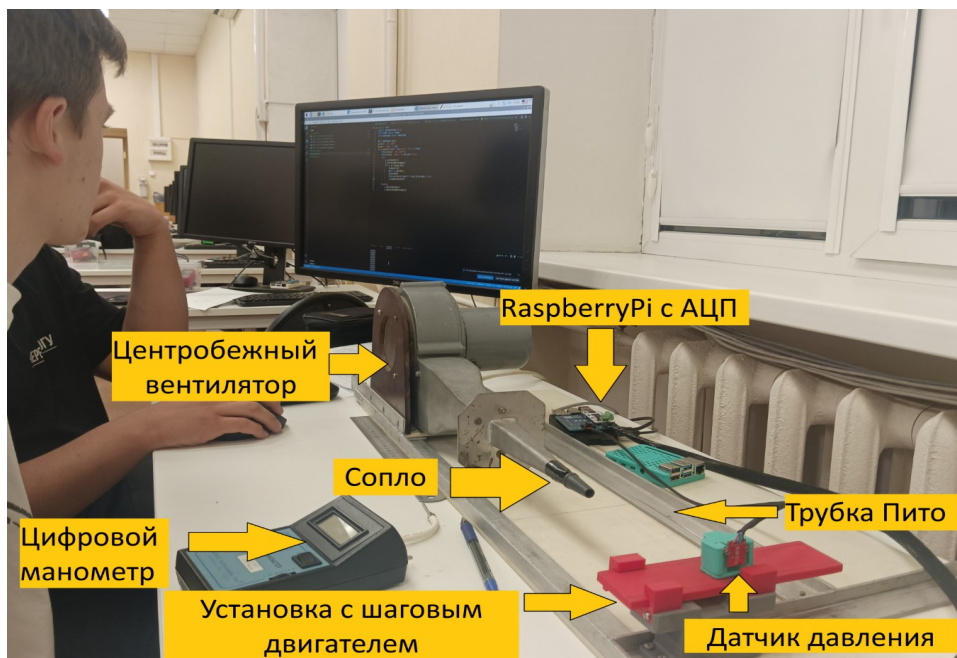 RaspberryPi с АЦП
Центробежный
вентилятор
Сопло
Трубка Пито
Цифровой
манометр
Установка с шаговым
двигателем
Датчик давления